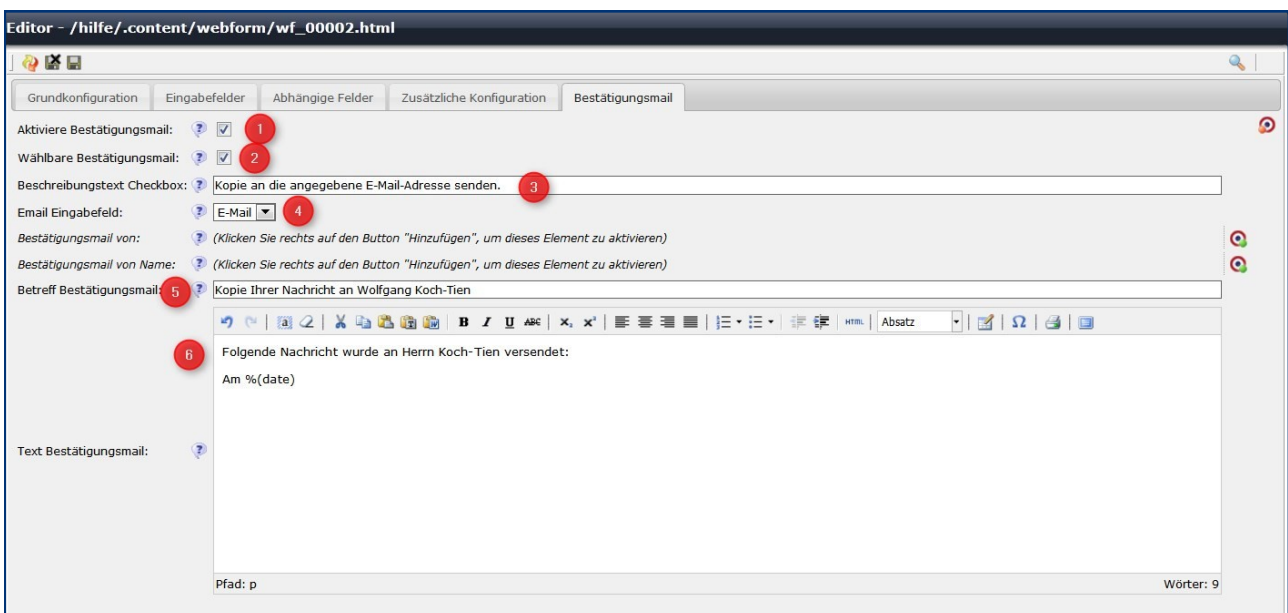 Editor - /hilfe/.content/webform/wf_00002.html
Grundkonfiguration Eingabefelder Abhängige Felder Zusätzliche Konfiguration Bestätigungsmail
Aktiviere Bestätigungsmail: ? 1
Wählbare Bestätigungsmail: ? 2
Beschreibungstext Checkbox: ? Kopie an die angegebene E-Mail-Adresse senden. 3
Email Eingabefeld: ? E-Mail 4
Bestätigungsmail von: ? (Klicken Sie rechts auf den Button "Hinzufügen", um dieses Element zu aktivieren)
Bestätigungsmail von Name: ? (Klicken Sie rechts auf den Button "Hinzufügen", um dieses Element zu aktivieren)
Betreff Bestätigungsmail: 5 ? Kopie Ihrer Nachricht an Wolfgang Koch-Tien
B I U ABC x₂ x² HTML Absatz Ω
6 Folgende Nachricht wurde an Herrn Koch-Tien versendet:
Am %(date)
Text Bestätigungsmail: ?
Pfad: p Wörter: 9